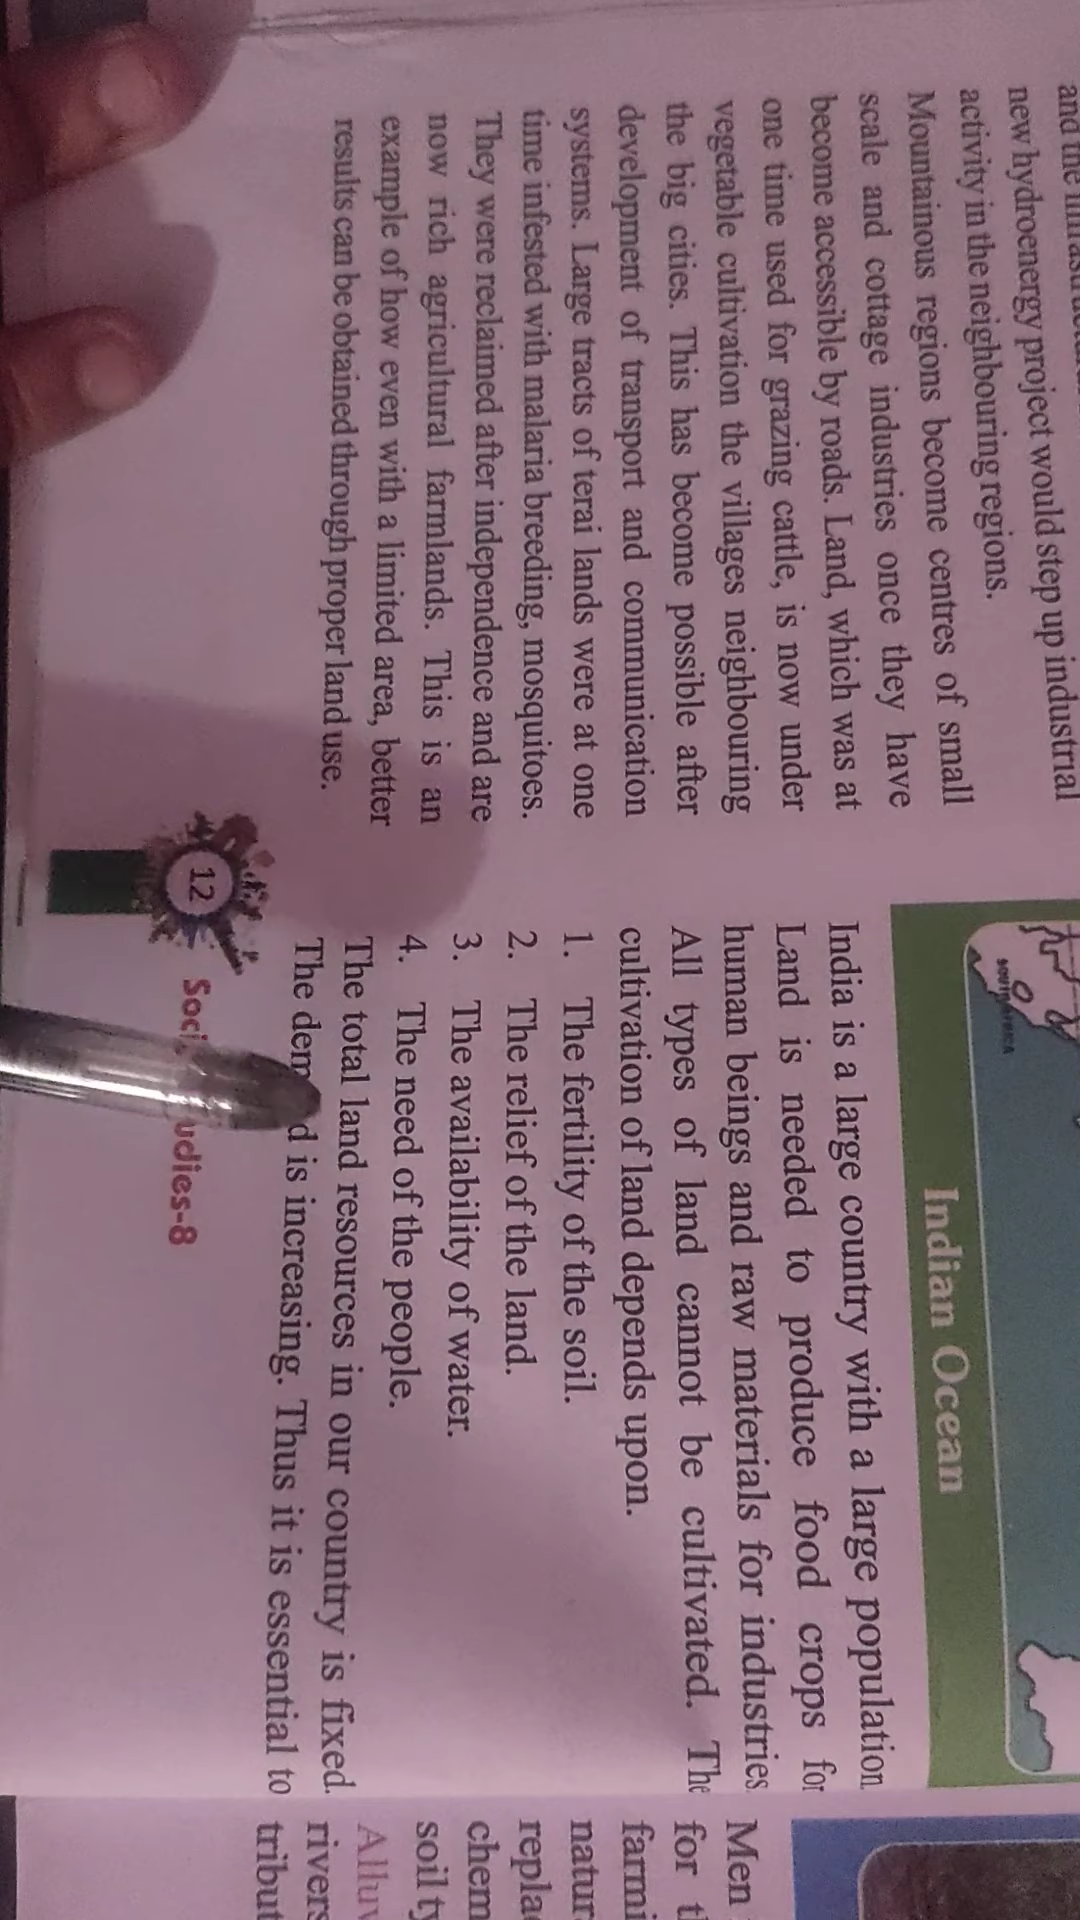 new hydroenergy project would step up industrial
activity in the neighbouring regions.
Mountainous regions become centres of small
scale and cottage industries once they have
become accessible by roads. Land, which was at
one time used for grazing cattle, is now under
vegetable cultivation the villages neighbouring
the big cities. This has become possible after
development of transport and communication
systems. Large tracts of terai lands were at one
time infested with malaria breeding, mosquitoes.
They were reclaimed after independence and are
now rich agricultural farmlands. This is an
example of how even with a limited area, better
results can be obtained through proper land use.
Indian Ocean
India is a large country with a large population.
Land is needed to produce food crops for
human beings and raw materials for industries.
All types of land cannot be cultivated. The
cultivation of land depends upon.
1. The fertility of the soil.
2. The relief of the land.
3. The availability of water.
4. The need of the people.
The total land resources in our country is fixed.
The demand is increasing. Thus it is essential to
12
Men
for
rivers